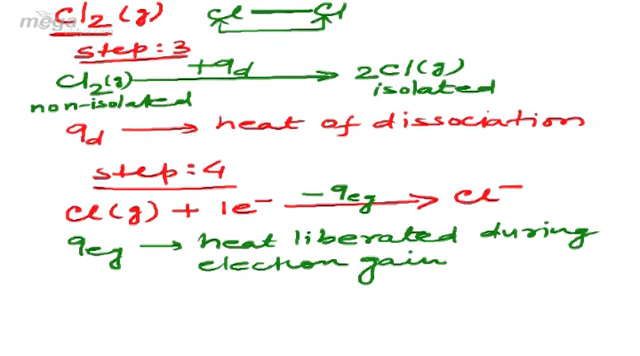 mega
Cl₂(g) Cl — Cl
step:3
Cl₂(g) +qd → 2Cl(g)
non-isolated isolated
qd → heat of dissociation
step:4
Cl(g) + 1e⁻ -qeg → Cl⁻
qeg → heat liberated during
election gain